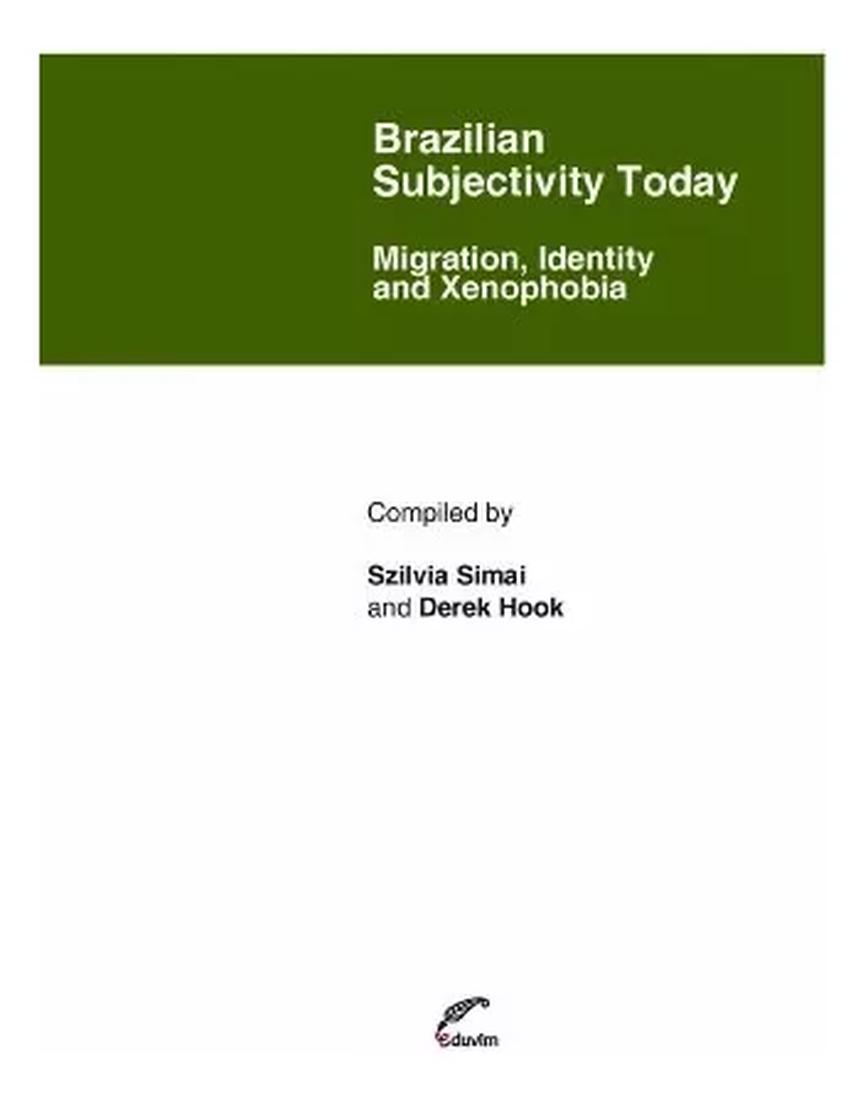 Brazilian
Subjectivity Today
Migration, Identity
and Xenophobia
Compiled by
Szilvia Simai
and Derek Hook
eduvim